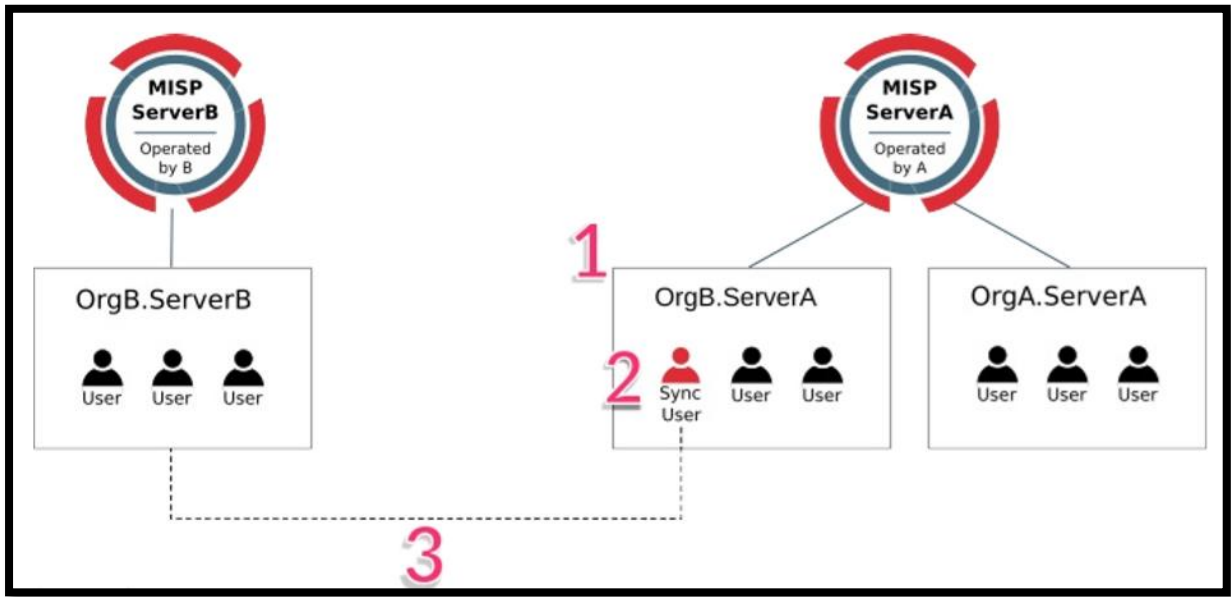 MISP
ServerB
Operated
by B
MISP
ServerA
Operated
by A
1
OrgB.ServerB
User User User
OrgB.ServerA
2
Sync
User
User User
OrgA.ServerA
User User User
3